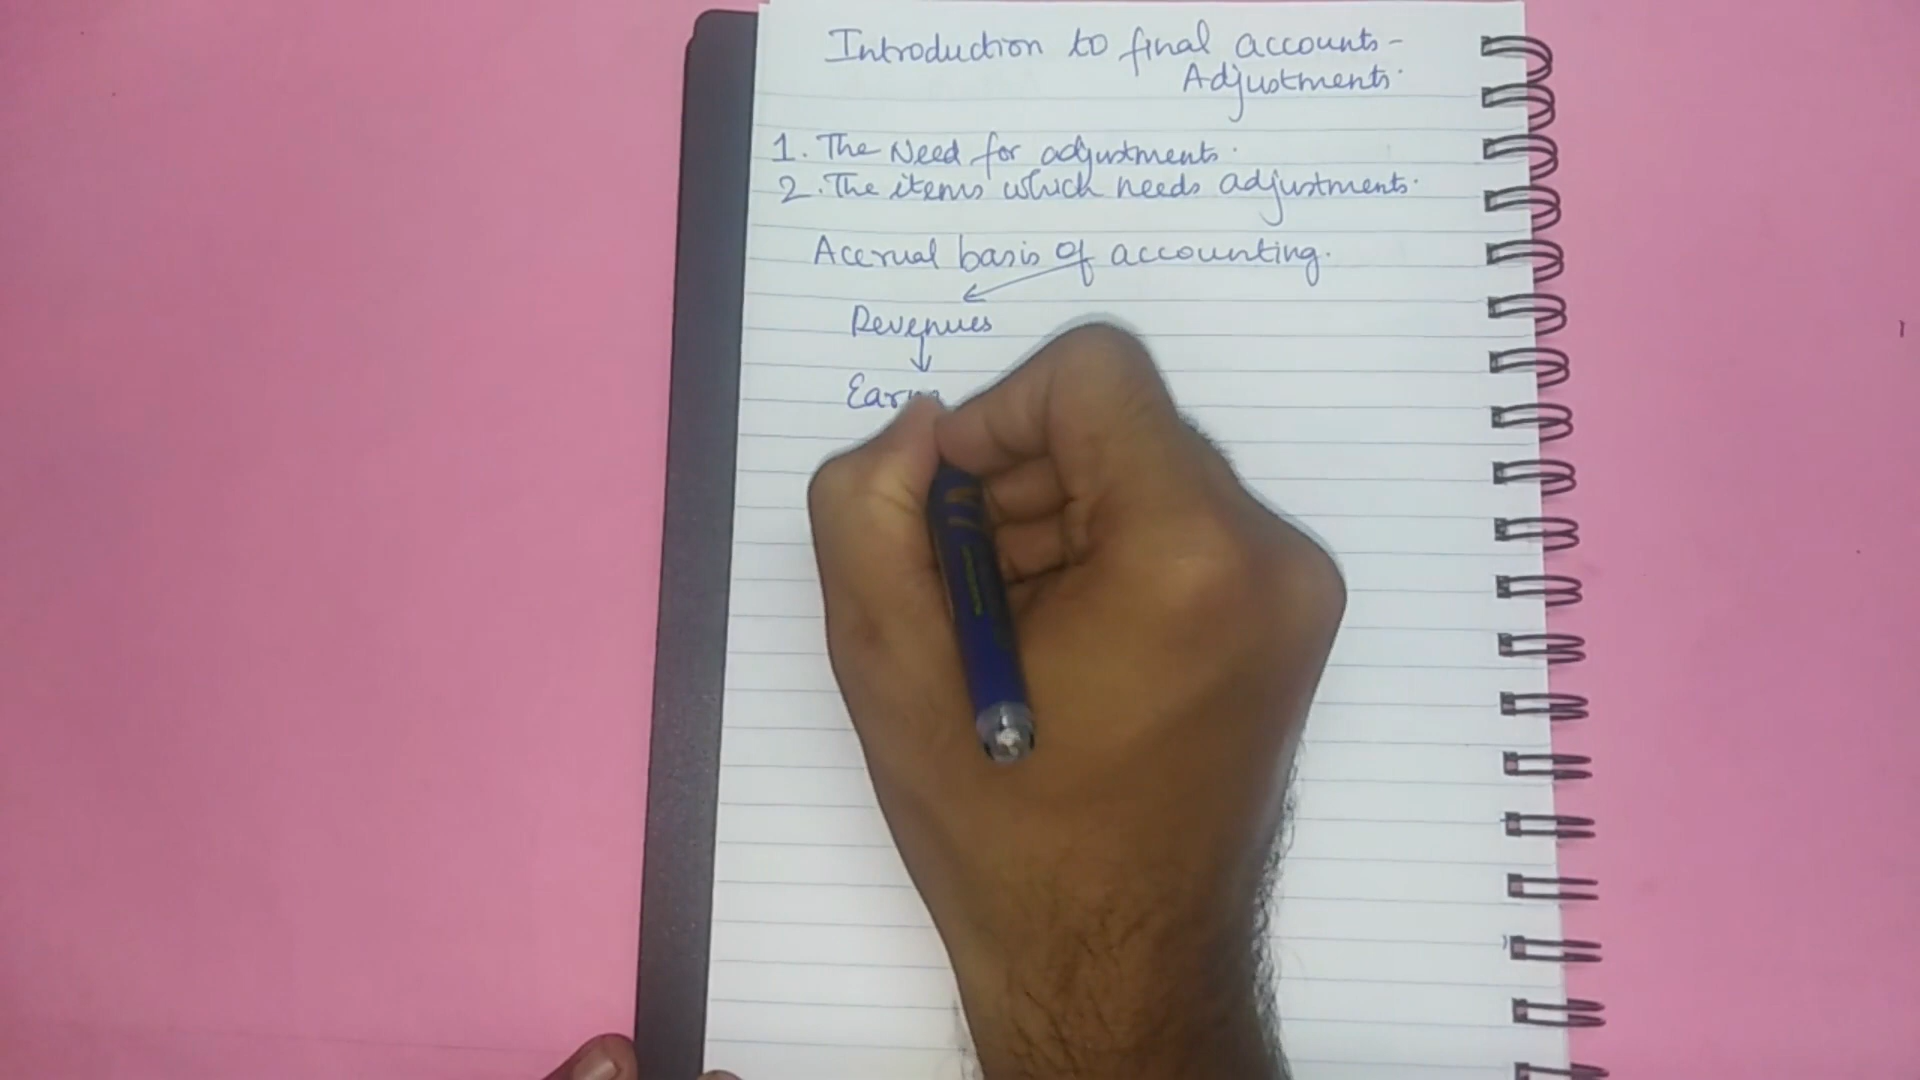 Introduction to final accounts -
Adjustments.
1. The Need for adjustments.
2. The items which needs adjustments.
Accrual basis of accounting.
Revenues